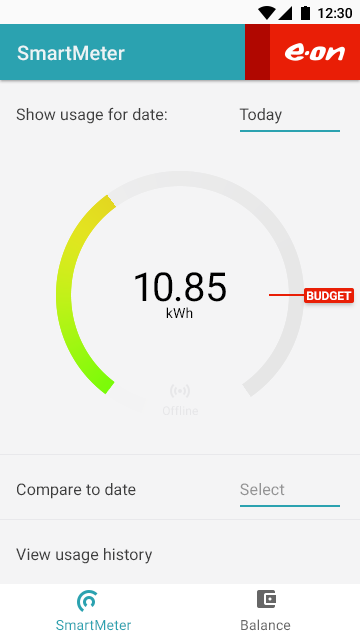 12:30
SmartMeter
e·on
Show usage for date:
Today
10.85
kWh
BUDGET
Offline
Compare to date
Select
View usage history
SmartMeter
Balance